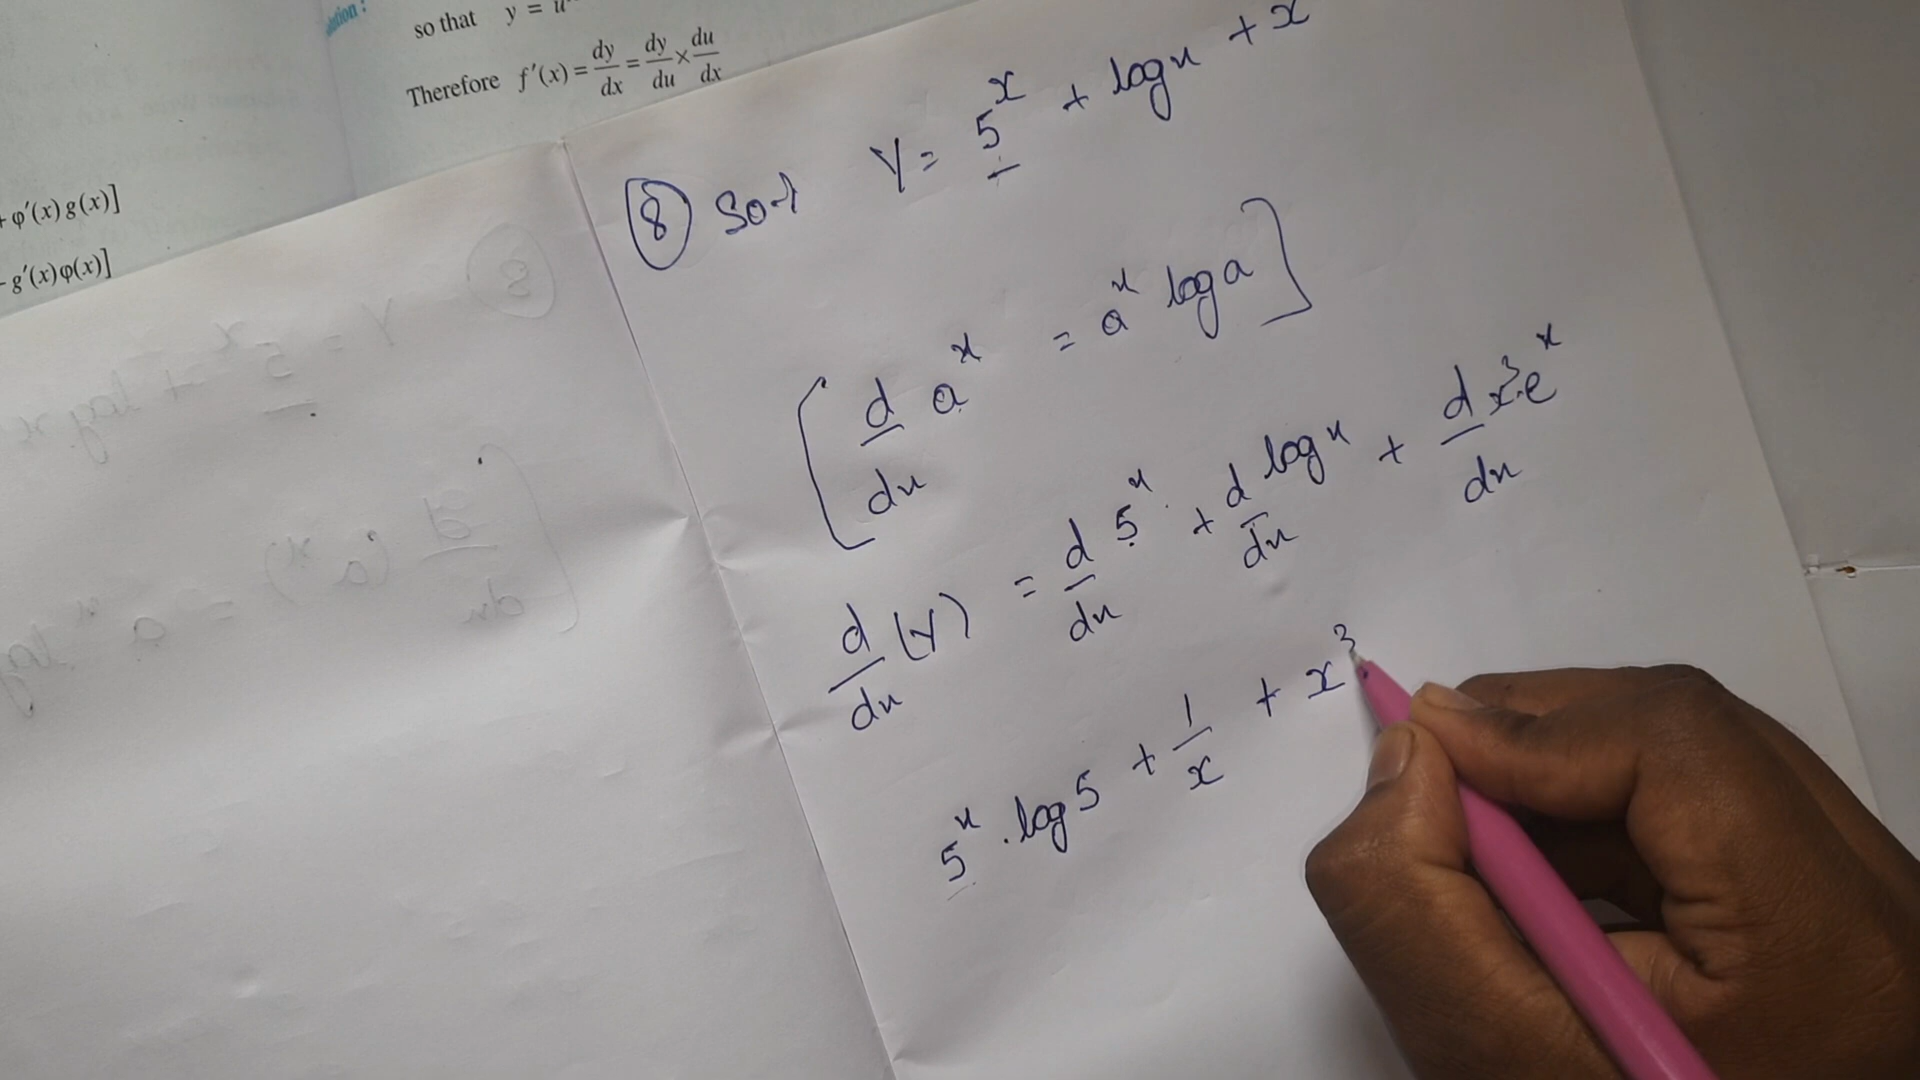 so that y = u
Therefore f'(x) = dy/dx = dy/du × du/dx
+ φ'(x) g(x)]
- g'(x)φ(x)]
8 Sol Y = 5^x + log x + x
[d/dx a^x = a^x log a]
d/dx (Y) = d/dx 5^x + d/dx log x + d/dx x^3.e^x
5^x . log 5 + 1/x + x^3